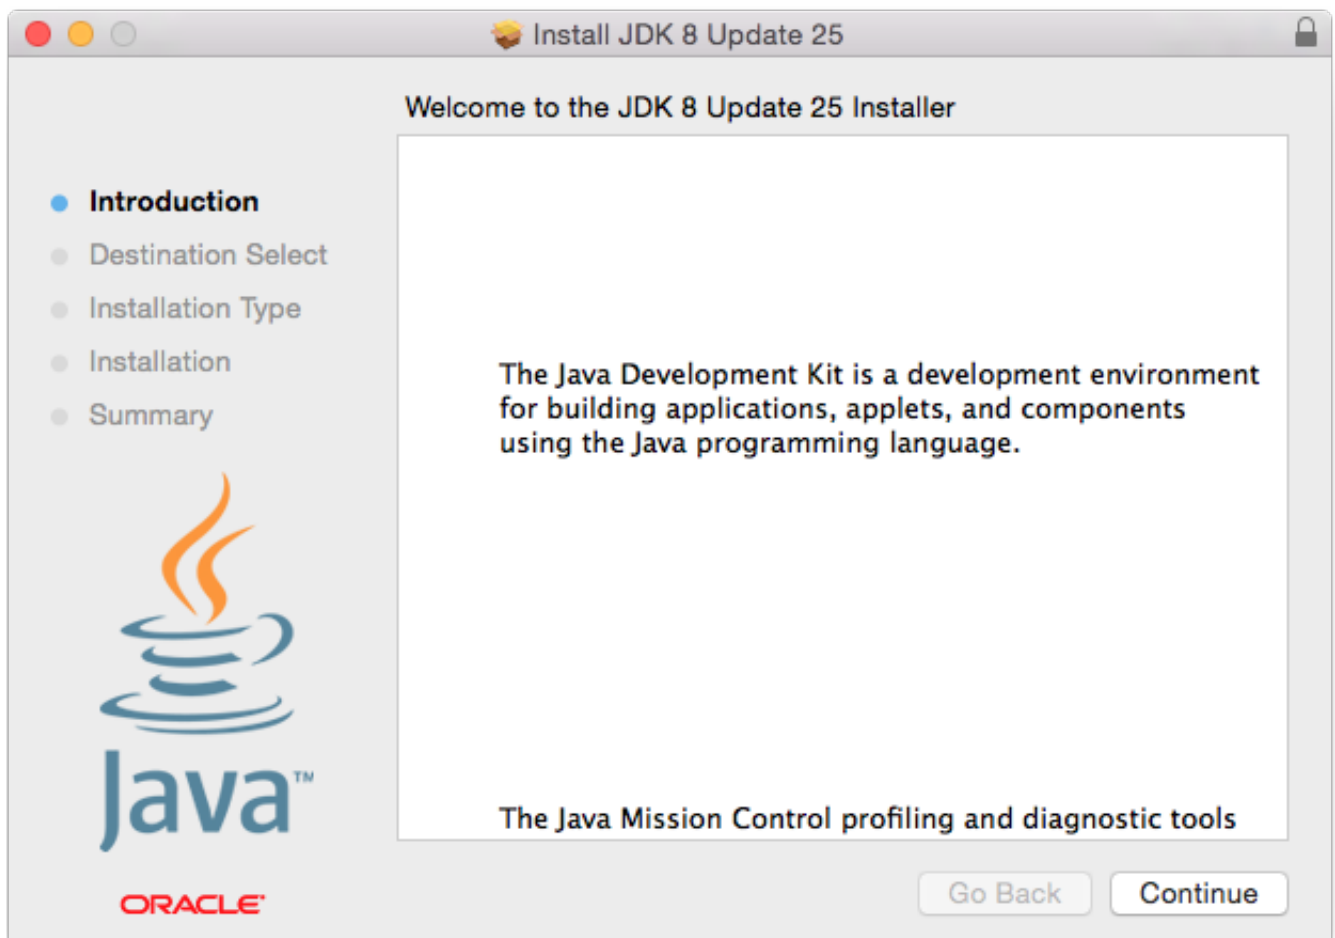 Install JDK 8 Update 25
Welcome to the JDK 8 Update 25 Installer
Introduction
Destination Select
Installation Type
Installation
Summary
The Java Development Kit is a development environment
for building applications, applets, and components
using the Java programming language.
The Java Mission Control profiling and diagnostic tools
Java™
ORACLE®
Go Back
Continue